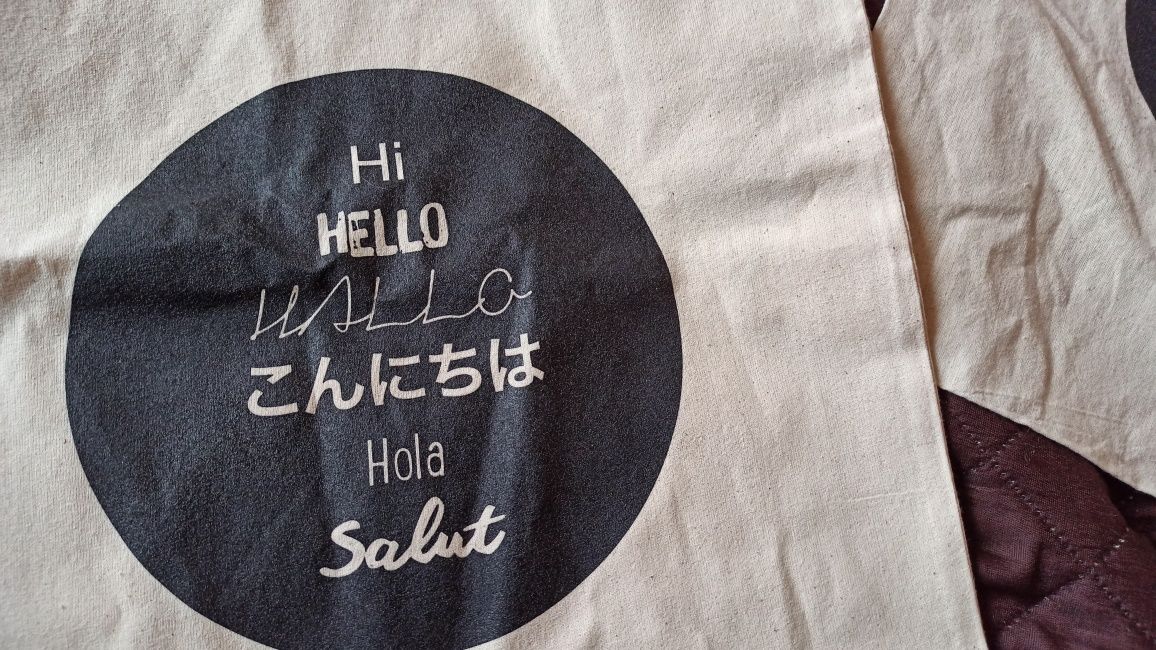 Hi
HELLO
HALLO
こんにちは
Hola
Salut